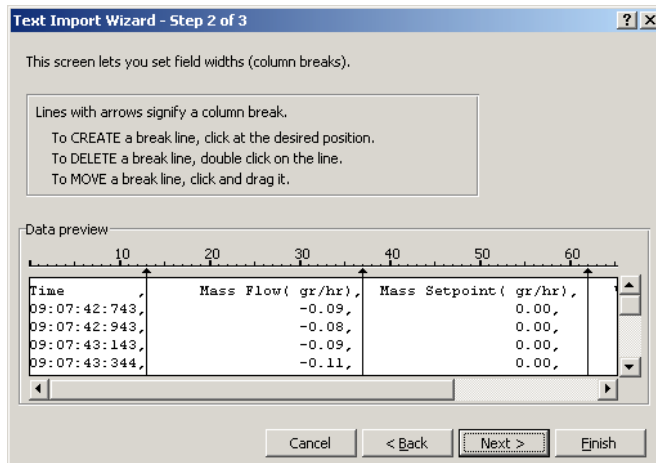 Text Import Wizard - Step 2 of 3
This screen lets you set field widths (column breaks).
Lines with arrows signify a column break.
To CREATE a break line, click at the desired position.
To DELETE a break line, double click on the line.
To MOVE a break line, click and drag it.
Data preview
10 20 30 40 50 60
Time , Mass Flow( gr/hr), Mass Setpoint( gr/hr),
09:07:42:743, -0.09, 0.00,
09:07:42:943, -0.08, 0.00,
09:07:43:143, -0.09, 0.00,
09:07:43:344, -0.11, 0.00,
Cancel < Back Next > Finish